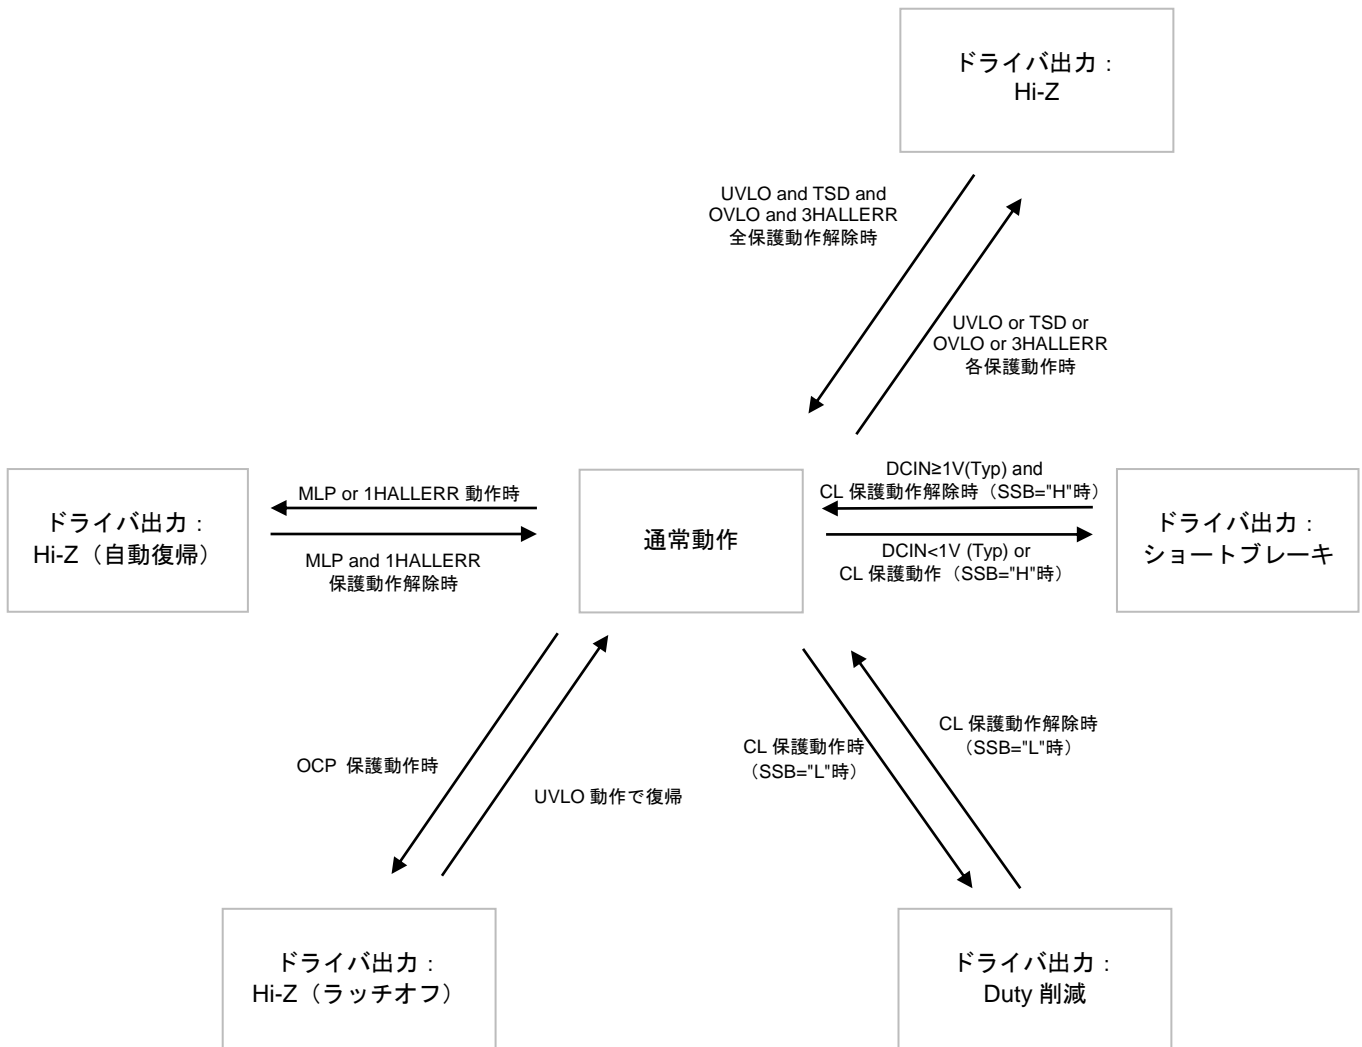 ドライバ出力：
Hi-Z
UVLO and TSD and
OVLO and 3HALLERR
全保護動作解除時
UVLO or TSD or
OVLO or 3HALLERR
各保護動作時
ドライバ出力：
Hi-Z（自動復帰）
MLP or 1HALLERR 動作時
MLP and 1HALLERR
保護動作解除時
通常動作
DCIN≥1V(Typ) and
CL 保護動作解除時（SSB="H"時）
DCIN<1V (Typ) or
CL 保護動作（SSB="H"時）
ドライバ出力：
ショートブレーキ
OCP 保護動作時
UVLO 動作で復帰
CL 保護動作時
（SSB="L"時）
CL 保護動作解除時
（SSB="L"時）
ドライバ出力：
Hi-Z（ラッチオフ）
ドライバ出力：
Duty 削減